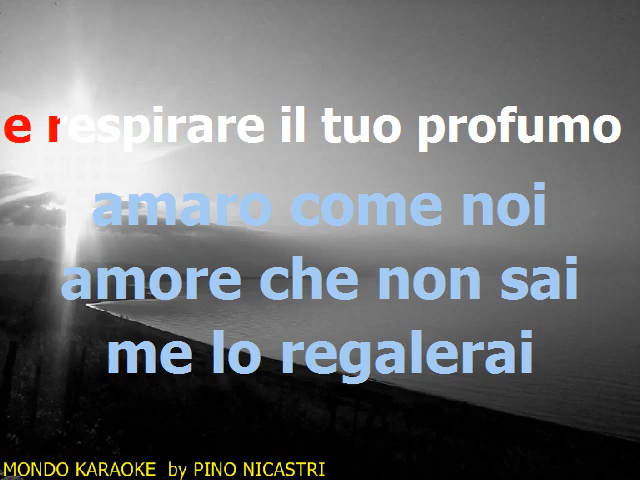 e respirare il tuo profumo
amaro come noi
amore che non sai
me lo regalerai
MONDO KARAOKE by PINO NICASTRI